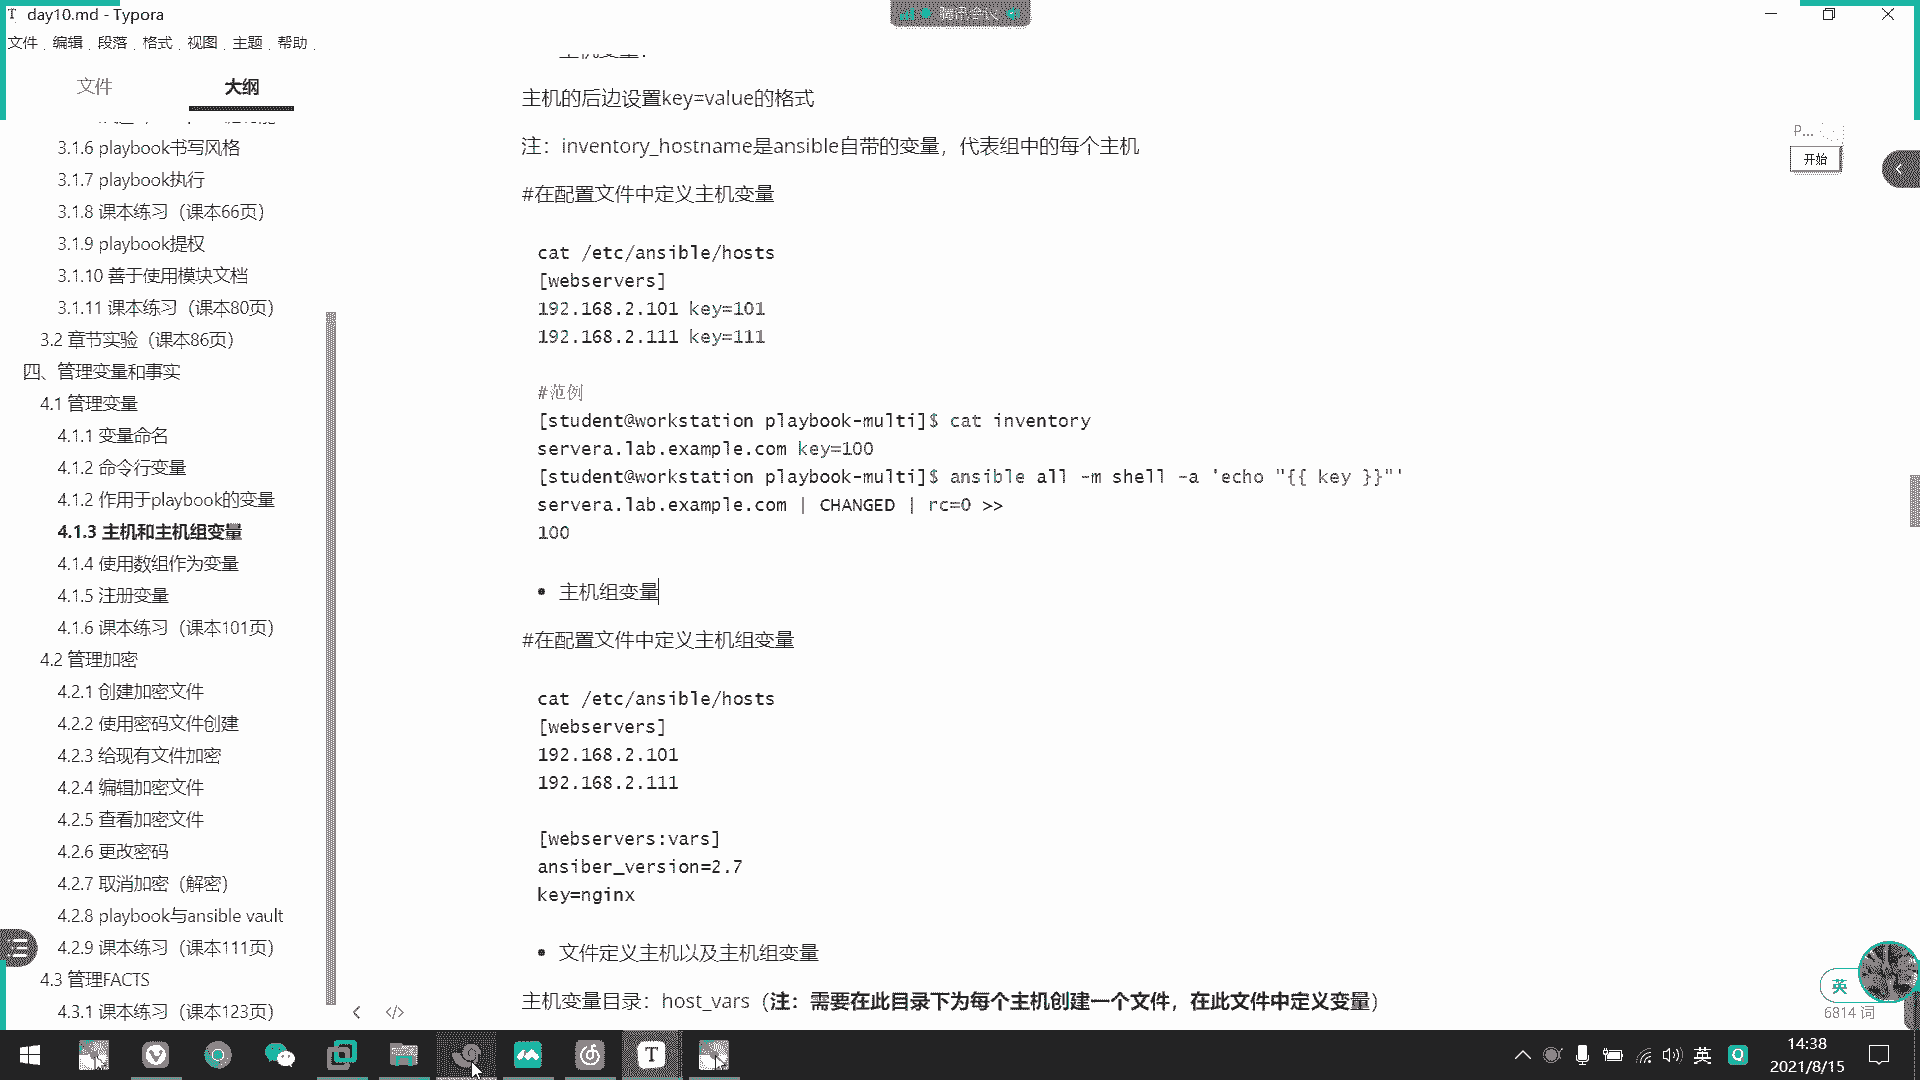 day10.md - Typora
腾讯会议
文件 编辑 段落 格式 视图 主题 帮助
文件
大纲
3.1.6 playbook书写风格
3.1.7 playbook执行
3.1.8 课本练习（课本66页）
3.1.9 playbook提权
3.1.10 善于使用模块文档
3.1.11 课本练习（课本80页）
3.2 章节实验（课本86页）
四、管理变量和事实
4.1 管理变量
4.1.1 变量命名
4.1.2 命令行变量
4.1.2 作用于playbook的变量
4.1.3 主机和主机组变量
4.1.4 使用数组作为变量
4.1.5 注册变量
4.1.6 课本练习（课本101页）
4.2 管理加密
4.2.1 创建加密文件
4.2.2 使用密码文件创建
4.2.3 给现有文件加密
4.2.4 编辑加密文件
4.2.5 查看加密文件
4.2.6 更改密码
4.2.7 取消加密（解密）
4.2.8 playbook与ansible vault
4.2.9 课本练习（课本111页）
4.3 管理FACTS
4.3.1 课本练习（课本123页）
主机变量：
主机的后边设置key=value的格式
注：inventory_hostname是ansible自带的变量，代表组中的每个主机
#在配置文件中定义主机变量
cat /etc/ansible/hosts
[webservers]
192.168.2.101 key=101
192.168.2.111 key=111
#范例
[student@workstation playbook-multi]$ cat inventory
servera.lab.example.com key=100
[student@workstation playbook-multi]$ ansible all -m shell -a 'echo "{{ key }}"'
servera.lab.example.com | CHANGED | rc=0 >>
100
• 主机组变量
#在配置文件中定义主机组变量
cat /etc/ansible/hosts
[webservers]
192.168.2.101
192.168.2.111
[webservers:vars]
ansiber_version=2.7
key=nginx
• 文件定义主机以及主机组变量
主机变量目录：host_vars（注：需要在此目录下为每个主机创建一个文件，在此文件中定义变量）
P...
开始
英
6814 词
英
14:38
2021/8/15